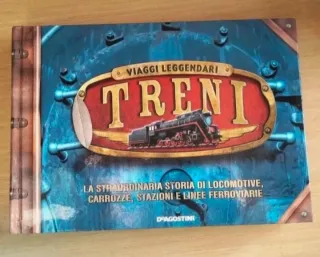 VIAGGI LEGGENDARI
TRENI
LA STRAORDINARIA STORIA DI LOCOMOTIVE,
CARROZZE, STAZIONI E LINEE FERROVIARIE
DEAGOSTINI